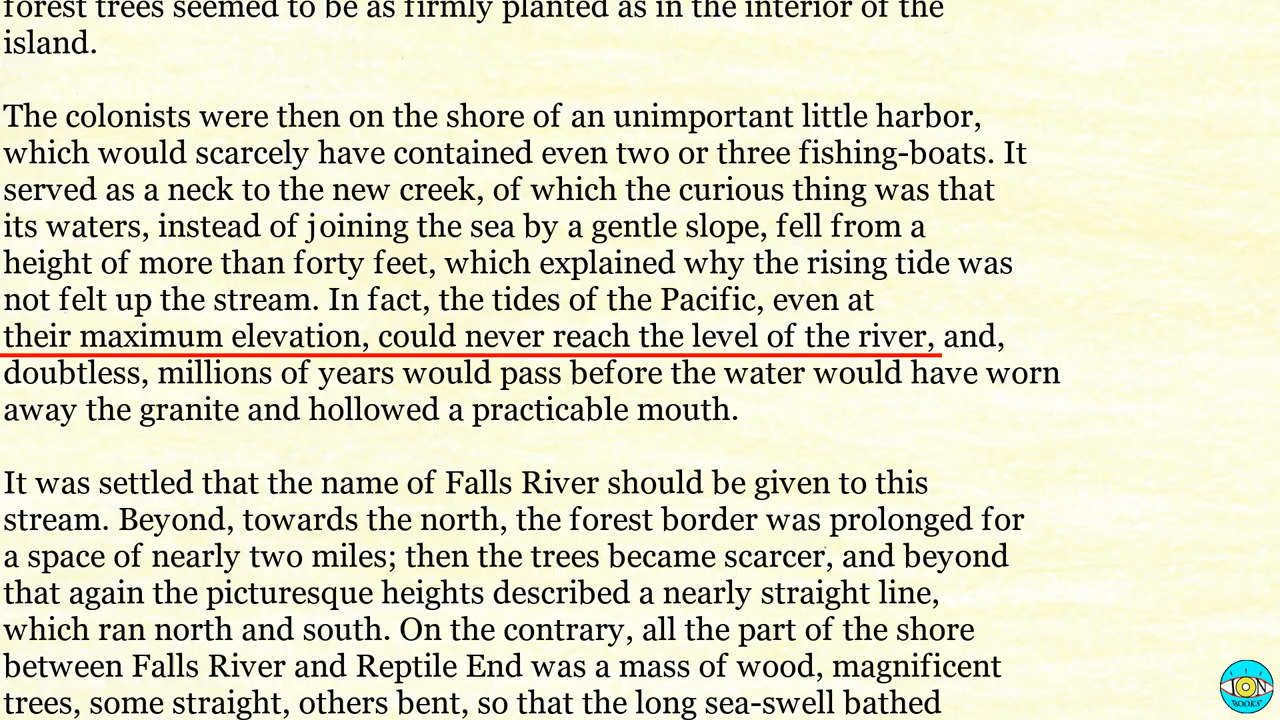 forest trees seemed to be as firmly planted as in the interior of the
island.
The colonists were then on the shore of an unimportant little harbor,
which would scarcely have contained even two or three fishing-boats. It
served as a neck to the new creek, of which the curious thing was that
its waters, instead of joining the sea by a gentle slope, fell from a
height of more than forty feet, which explained why the rising tide was
not felt up the stream. In fact, the tides of the Pacific, even at
their maximum elevation, could never reach the level of the river, and,
doubtless, millions of years would pass before the water would have worn
away the granite and hollowed a practicable mouth.
It was settled that the name of Falls River should be given to this
stream. Beyond, towards the north, the forest border was prolonged for
a space of nearly two miles; then the trees became scarcer, and beyond
that again the picturesque heights described a nearly straight line,
which ran north and south. On the contrary, all the part of the shore
between Falls River and Reptile End was a mass of wood, magnificent
trees, some straight, others bent, so that the long sea-swell bathed
ION
BOOKS